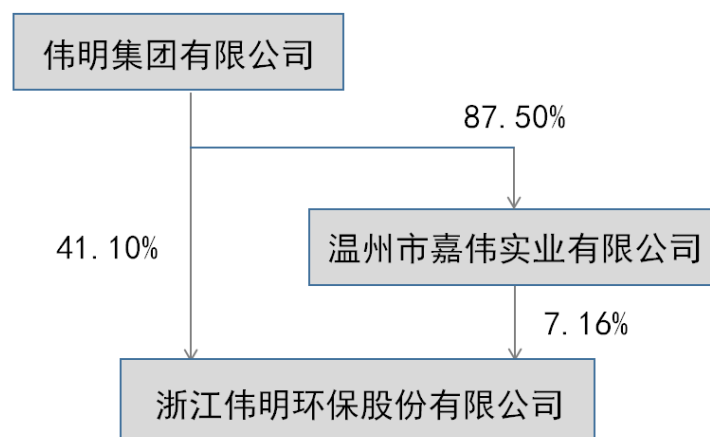 伟明集团有限公司
87.50%
41.10%
温州市嘉伟实业有限公司
7.16%
浙江伟明环保股份有限公司